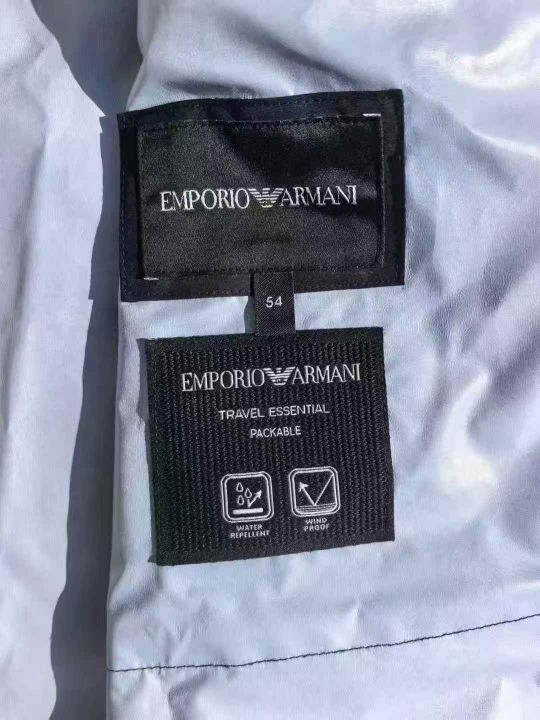 EMPORIO ARMANI
54
EMPORIO ARMANI
TRAVEL ESSENTIAL
PACKABLE
WATER REPELLENT
WIND PROOF